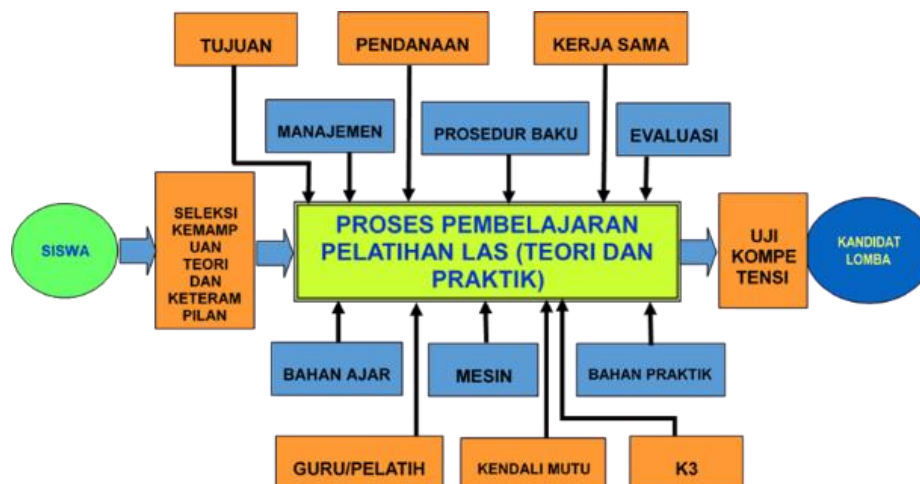 TUJUAN
PENDANAAN
KERJA SAMA
MANAJEMEN
PROSEDUR BAKU
EVALUASI
SISWA
SELEKSI
KEMAMP
UAN
TEORI
DAN
KETERAM
PILAN
PROSES PEMBELAJARAN
PELATIHAN LAS (TEORI DAN
PRAKTIK)
UJI
KOMPE
TENSI
KANDIDAT
LOMBA
BAHAN AJAR
MESIN
BAHAN PRAKTIK
GURU/PELATIH
KENDALI MUTU
K3